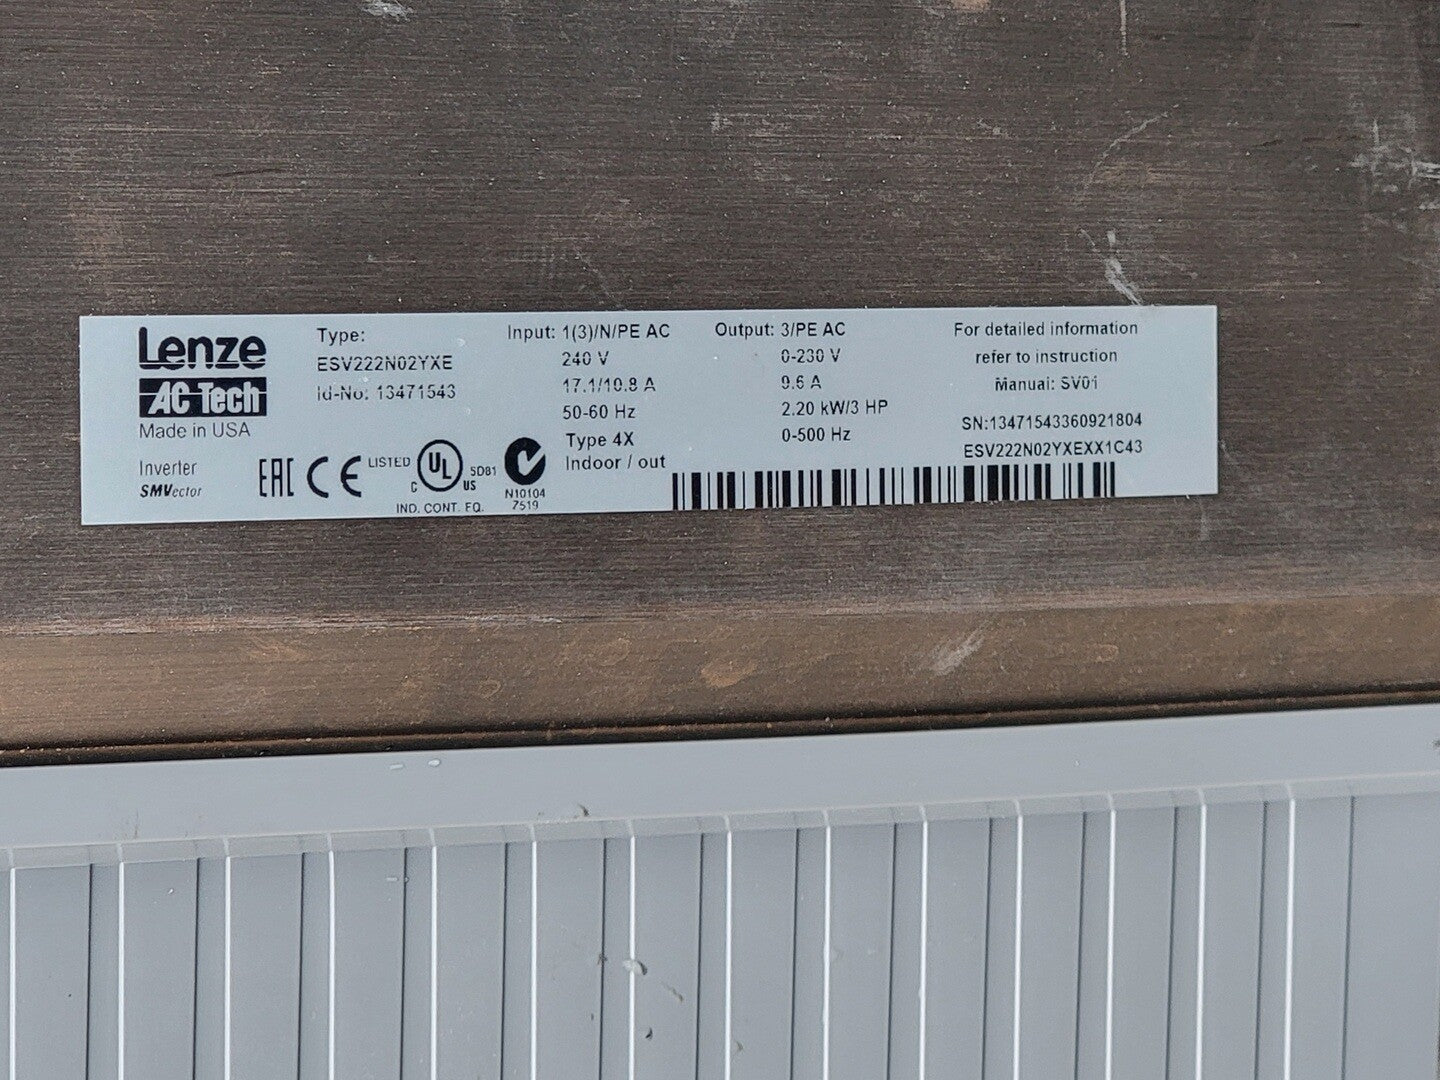 Lenze
AC Tech
Made in USA
Inverter
SMVector
Type:
ESV222N02YXE
Id-No: 13471543
EAC CE LISTED C UL US 5D81
IND. CONT. EQ.
N10104
7519
Input: 1(3)/N/PE AC
240 V
17.1/10.8 A
50-60 Hz
Type 4X
Indoor / out
Output: 3/PE AC
0-230 V
9.6 A
2.20 kW/3 HP
0-500 Hz
For detailed information
refer to instruction
Manual: SV01
SN:13471543360921804
ESV222N02YXEXX1C43